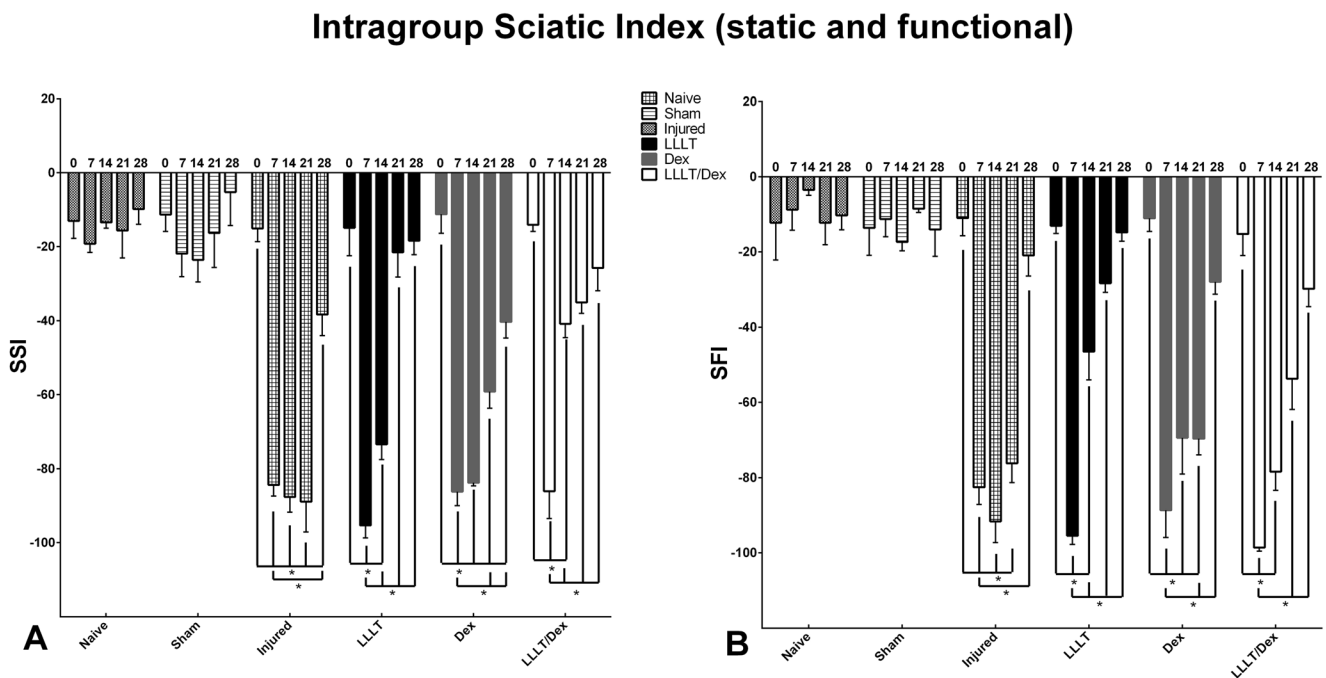 Intragroup Sciatic Index (static and functional)
20
0
-20
-40
-60
-80
-100
SSI
0 7 14 21 28 0 7 14 21 28 0 7 14 21 28 0 7 14 21 28 0 7 14 21 28 0 7 14 21 28
* * * * * * * *
Naive Sham Injured LLLT Dex LLLT/Dex
A
Naive
Sham
Injured
LLLT
Dex
LLLT/Dex
20
0
-20
-40
-60
-80
-100
SFI
0 7 14 21 28 0 7 14 21 28 0 7 14 21 28 0 7 14 21 28 0 7 14 21 28 0 7 14 21 28
* * * * * * * *
Naive Sham Injured LLLT Dex LLLT/Dex
B